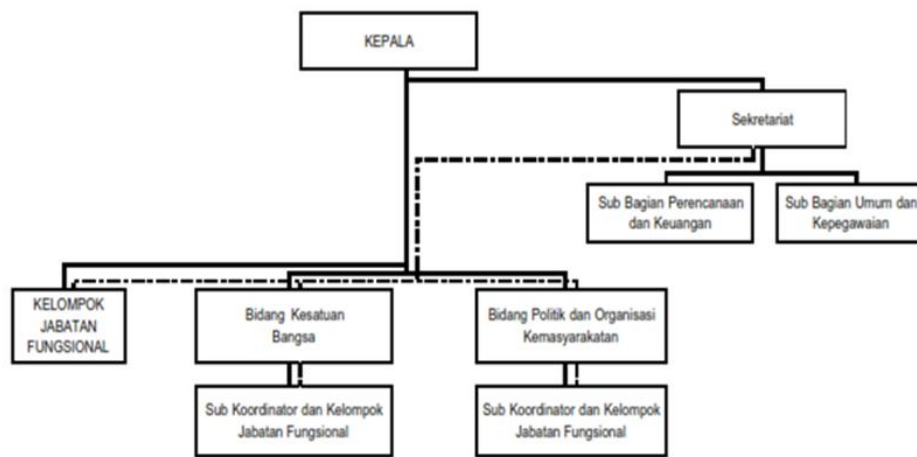 KEPALA
Sekretariat
Sub Bagian Perencanaan
dan Keuangan
Sub Bagian Umum dan
Kepegawaian
KELOMPOK
JABATAN
FUNGSIONAL
Bidang Kesatuan
Bangsa
Bidang Politik dan Organisasi
Kemasyarakatan
Sub Koordinator dan Kelompok
Jabatan Fungsional
Sub Koordinator dan Kelompok
Jabatan Fungsional